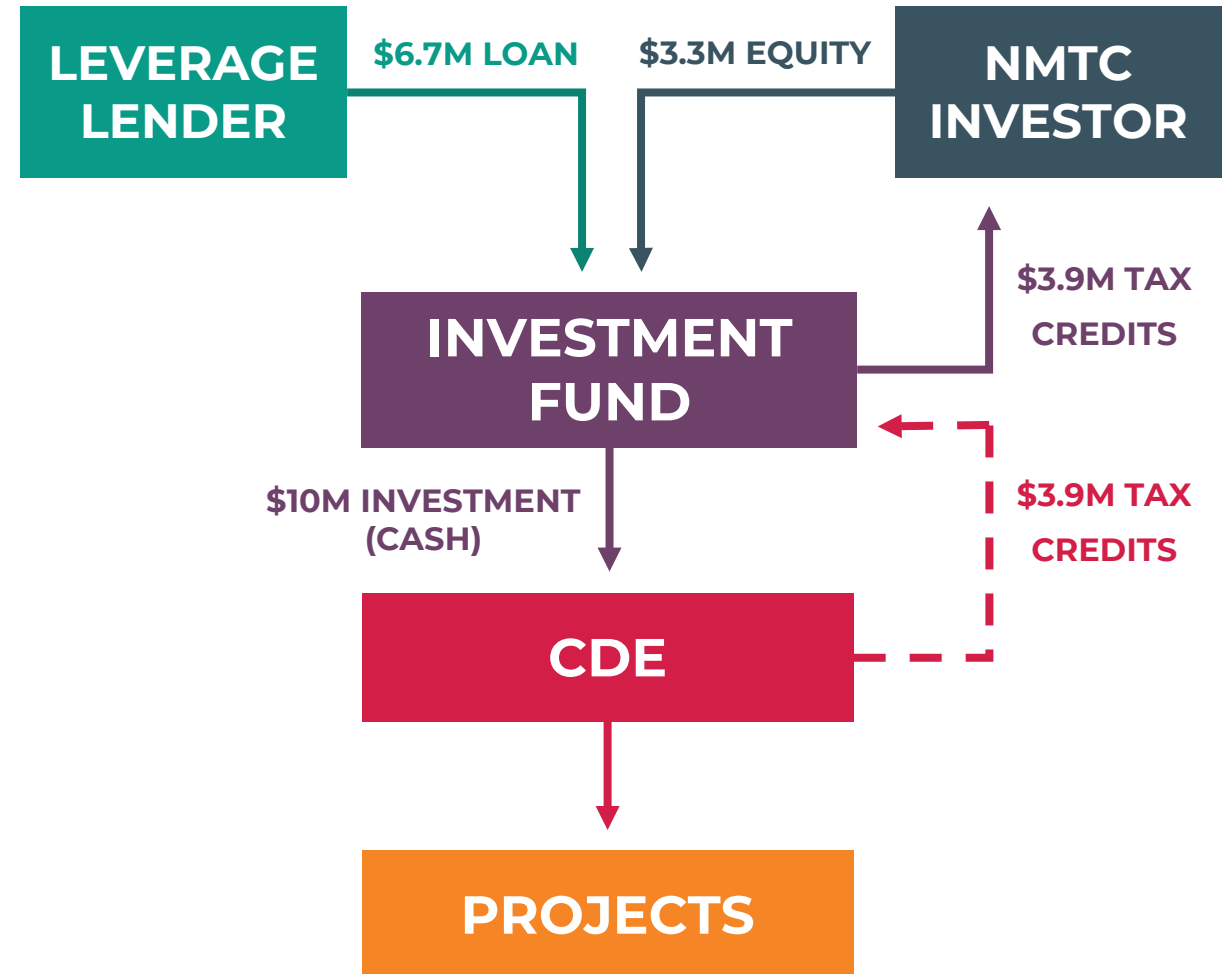 LEVERAGE
LENDER
$6.7M LOAN
$3.3M EQUITY
NMTC
INVESTOR
$3.9M TAX
CREDITS
INVESTMENT
FUND
$10M INVESTMENT
(CASH)
$3.9M TAX
CREDITS
CDE
PROJECTS